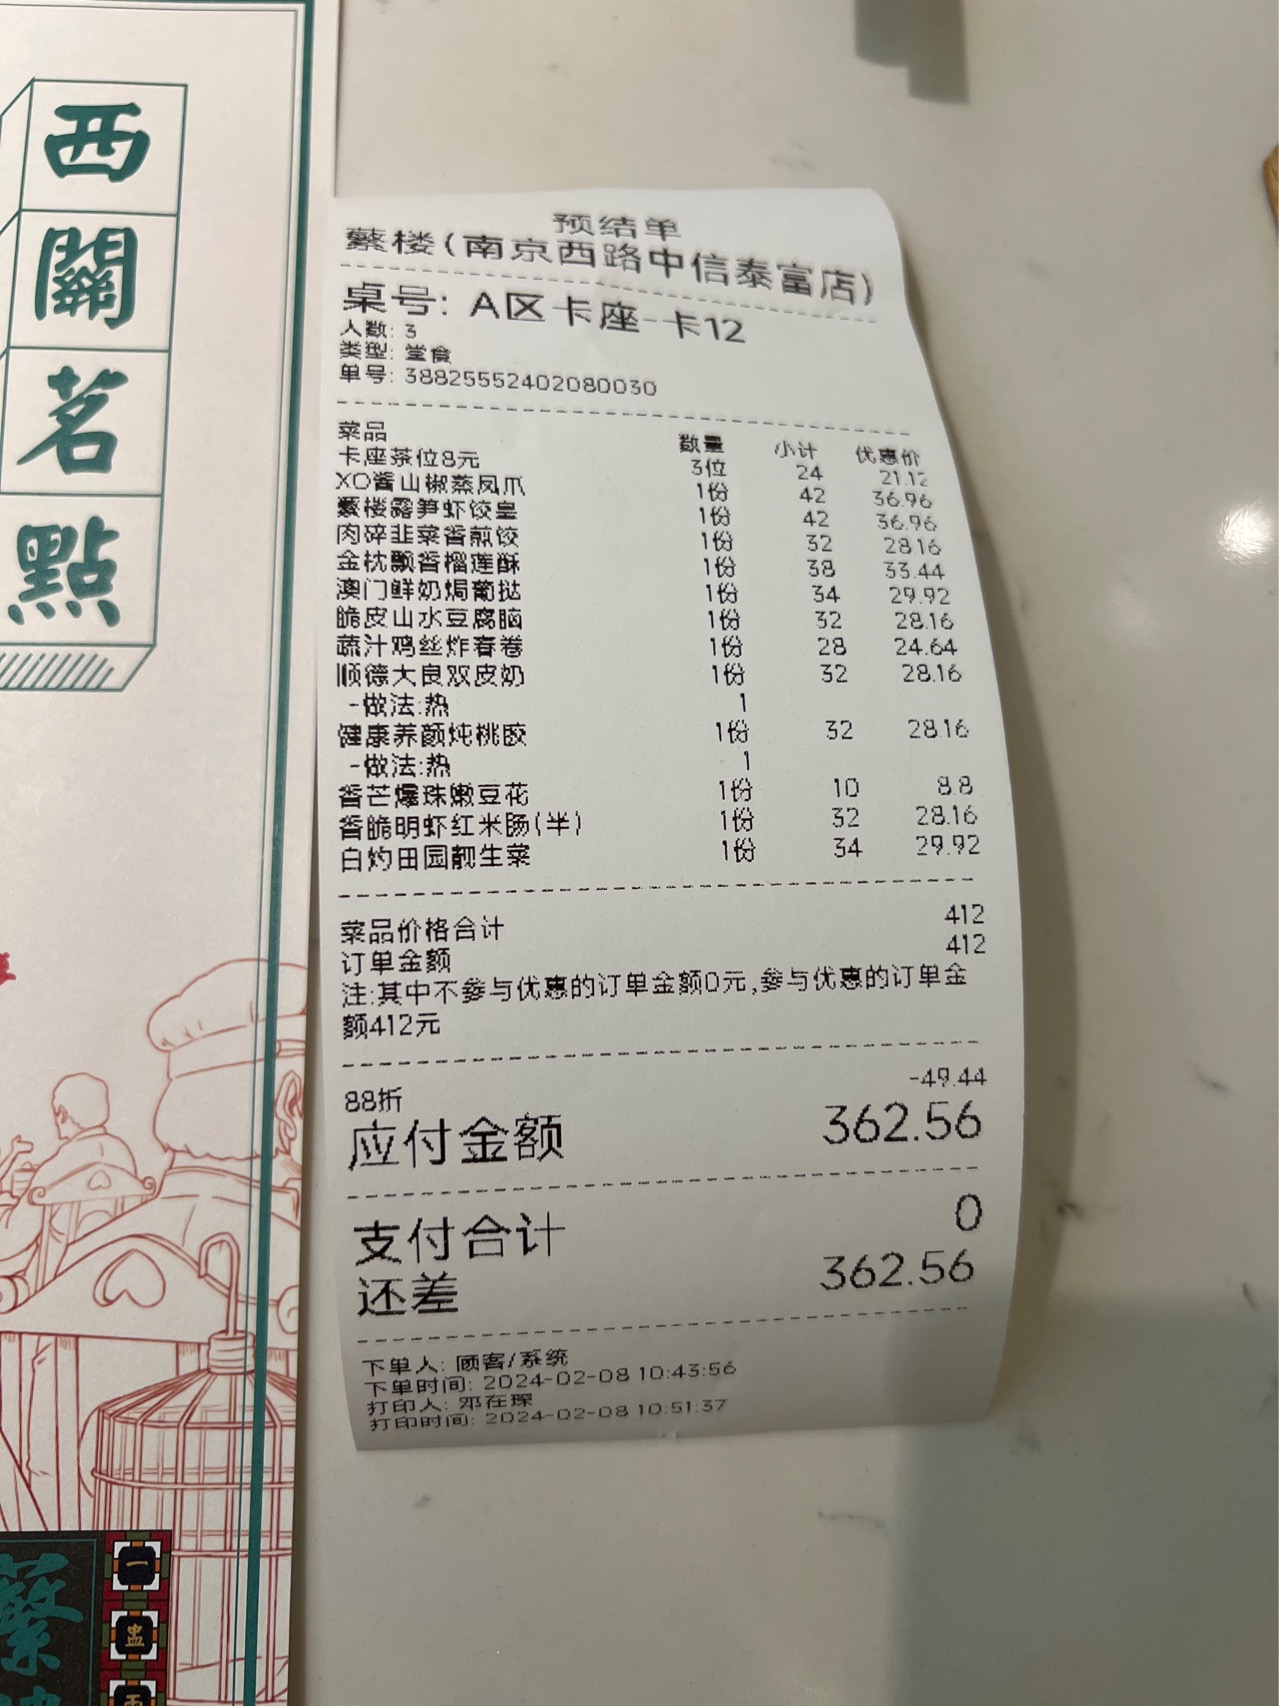 西
關
茗
點
预结单
蘩楼(南京西路中信泰富店)
桌号: A区卡座-卡12
人数: 3
类型: 堂食
单号: 38825552402080030
菜品 数量 小计 优惠价
卡座茶位8元 3位 24 21.12
XO酱山椒蒸凤爪 1份 42 36.96
蘩楼露笋虾饺皇 1份 42 36.96
肉碎韭菜香煎饺 1份 32 28.16
金枕飘香榴莲酥 1份 38 33.44
澳门鲜奶焗葡挞 1份 34 29.92
脆皮山水豆腐脑 1份 32 28.16
蔬汁鸡丝炸春卷 1份 28 24.64
顺德大良双皮奶 1份 32 28.16
-做法:热 1
健康养颜炖桃胶 1份 32 28.16
-做法:热 1
香芒爆珠嫩豆花 1份 10 8.8
香脆明虾红米肠(半) 1份 32 28.16
白灼田园靓生菜 1份 34 29.92
菜品价格合计 412
订单金额 412
注:其中不参与优惠的订单金额0元,参与优惠的订单金
额412元
88折 -49.44
应付金额 362.56
支付合计 0
还差 362.56
下单人: 顾客/系统
下单时间: 2024-02-08 10:43:56
打印人: 邓在琛
打印时间: 2024-02-08 10:51:37
蘩
一
盅